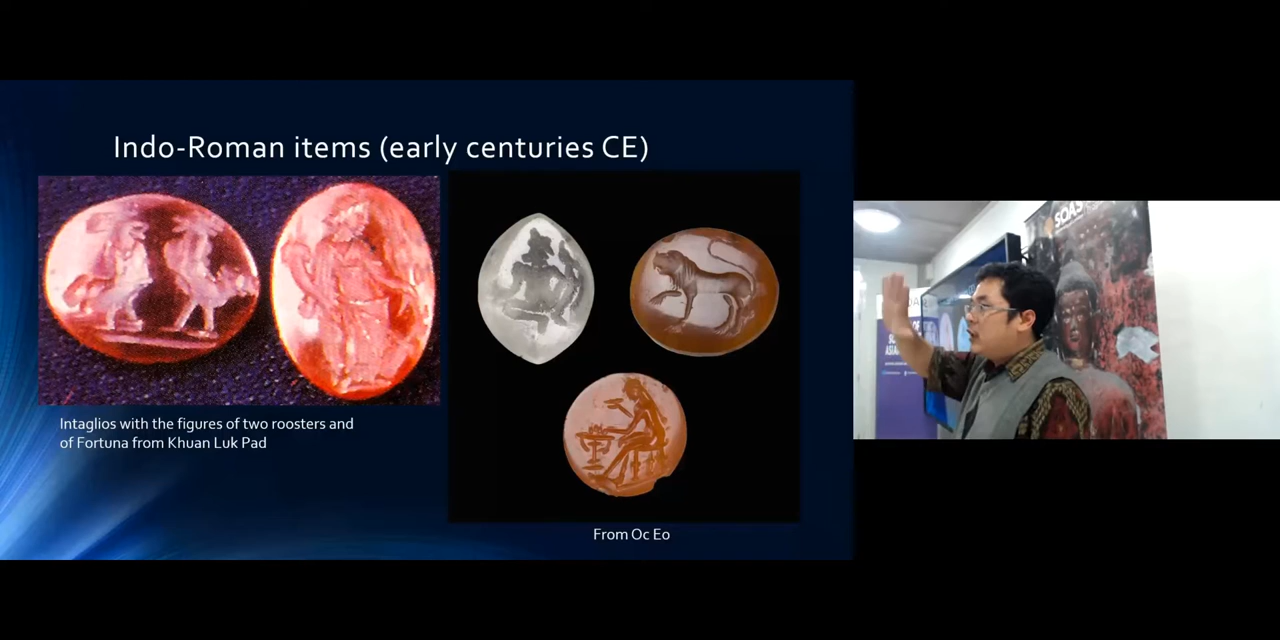 Indo-Roman items (early centuries CE)
Intaglios with the figures of two roosters and
of Fortuna from Khuan Luk Pad
From Oc Eo
SOAS